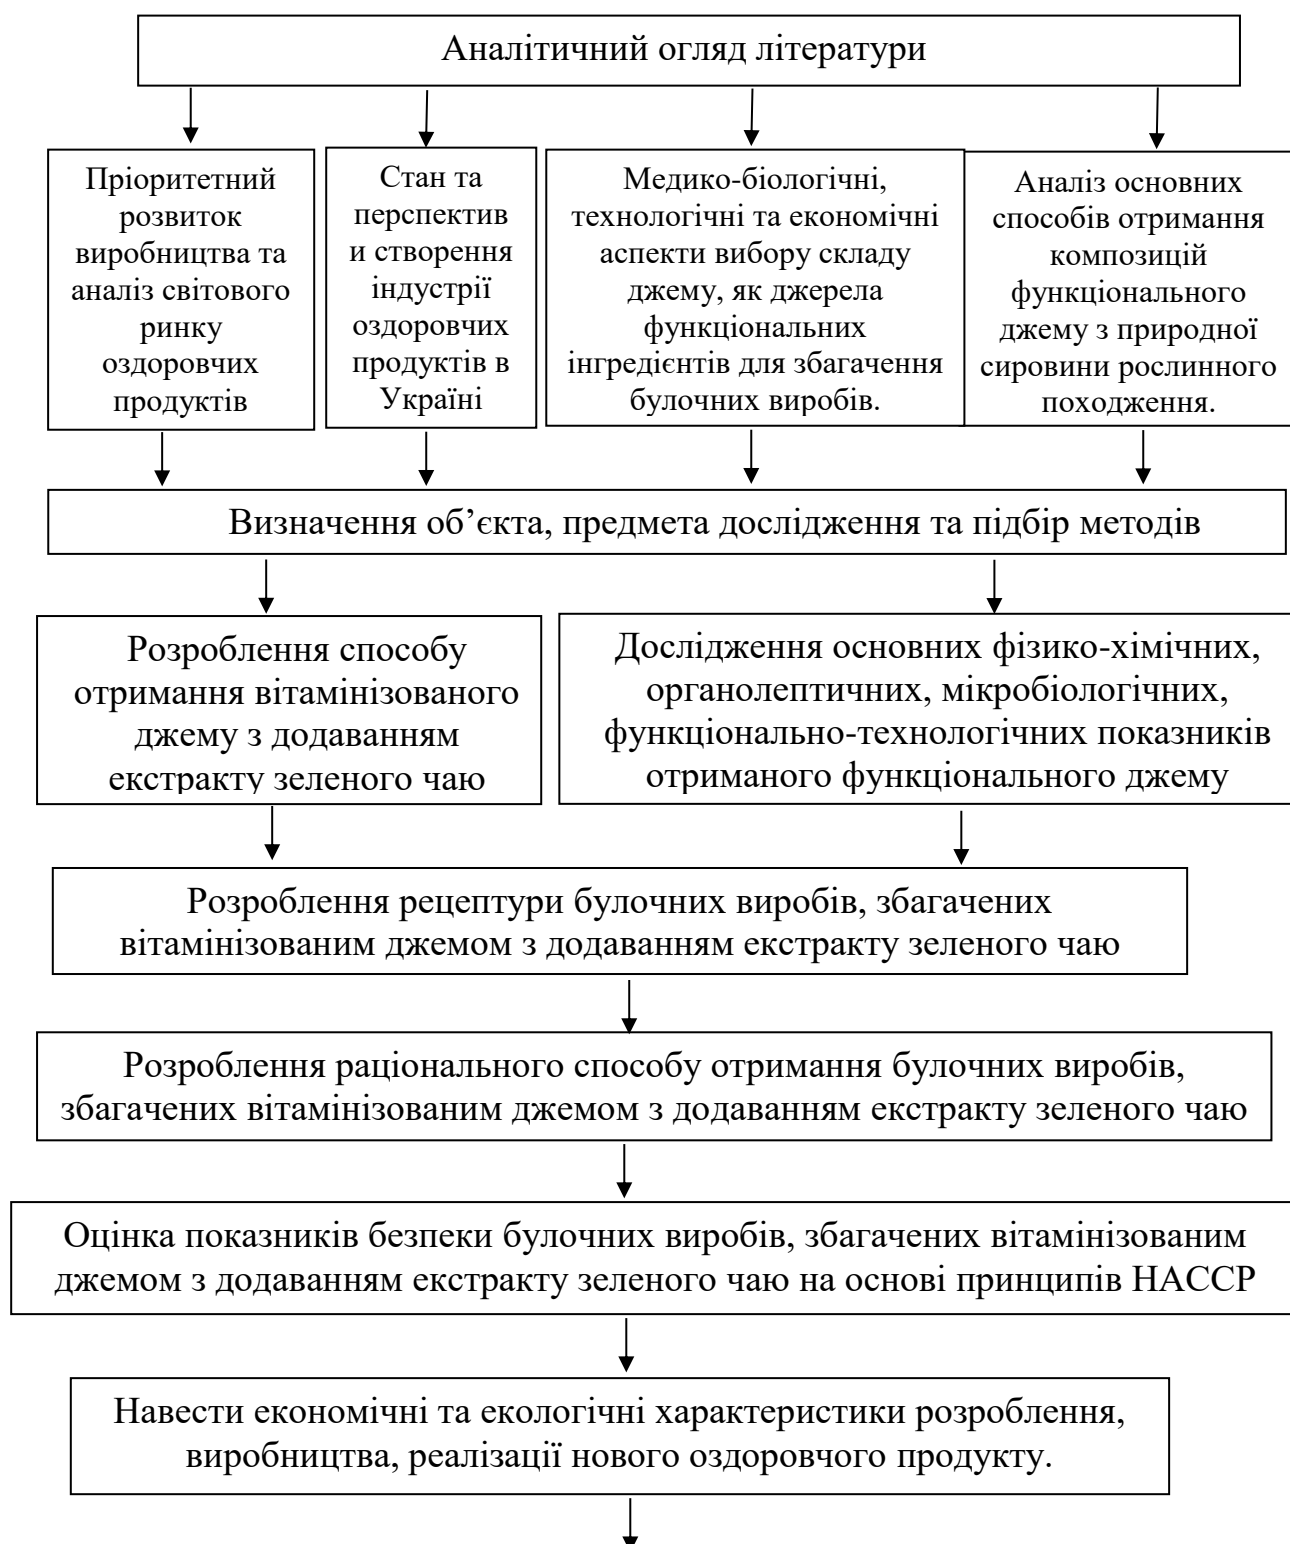 Аналітичний огляд літератури
Пріоритетний
розвиток
виробництва та
аналіз світового
ринку
оздоровчих
продуктів
Стан та
перспектив
и створення
індустрії
оздоровчих
продуктів в
Україні
Медико-біологічні,
технологічні та економічні
аспекти вибору складу
джему, як джерела
функціональних
інгредієнтів для збагачення
булочних виробів.
Аналіз основних
способів отримання
композицій
функціонального
джему з природної
сировини рослинного
походження.
Визначення об’єкта, предмета дослідження та підбір методів
Розроблення способу
отримання вітамінізованого
джему з додаванням
екстракту зеленого чаю
Дослідження основних фізико-хімічних,
органолептичних, мікробіологічних,
функціонально-технологічних показників
отриманого функціонального джему
Розроблення рецептури булочних виробів, збагачених
вітамінізованим джемом з додаванням екстракту зеленого чаю
Розроблення раціонального способу отримання булочних виробів,
збагачених вітамінізованим джемом з додаванням екстракту зеленого чаю
Оцінка показників безпеки булочних виробів, збагачених вітамінізованим
джемом з додаванням екстракту зеленого чаю на основі принципів НАССР
Навести економічні та екологічні характеристики розроблення,
виробництва, реалізації нового оздоровчого продукту.